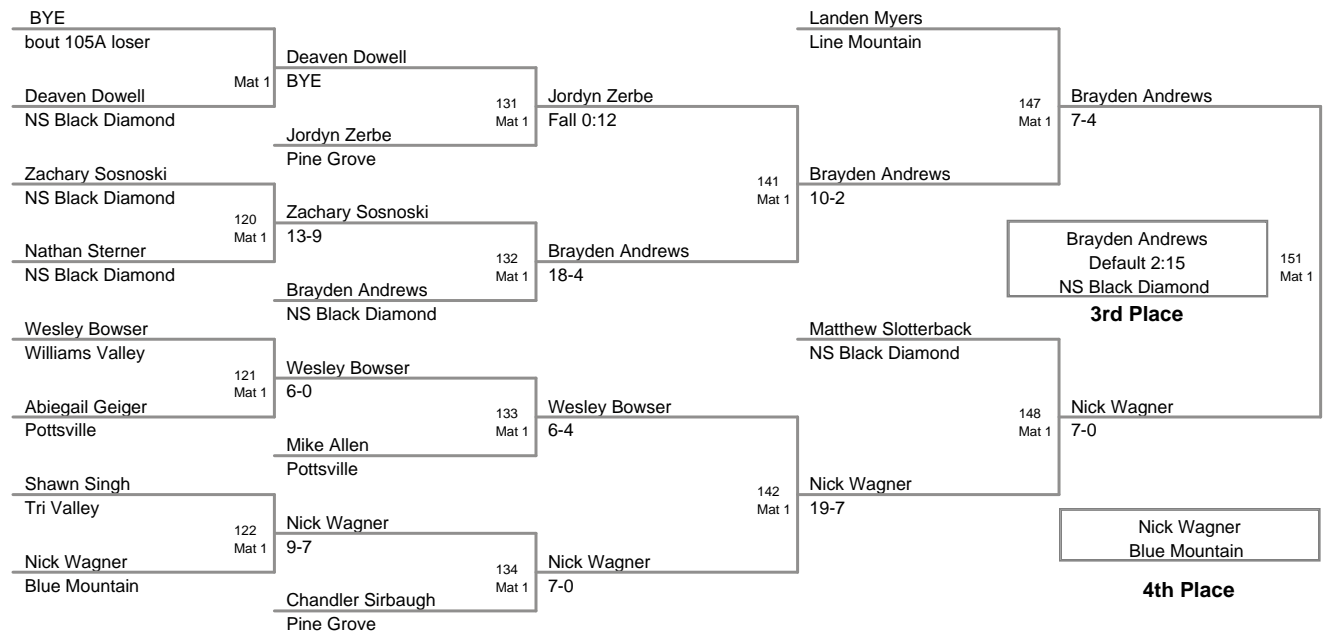 BYE
bout 105A loser
Mat 1
Deaven Dowell
NS Black Diamond
Zachary Sosnoski
NS Black Diamond
120
Mat 1
Nathan Sterner
NS Black Diamond
Wesley Bowser
Williams Valley
121
Mat 1
Abiegail Geiger
Pottsville
Shawn Singh
Tri Valley
122
Mat 1
Nick Wagner
Blue Mountain
Deaven Dowell
BYE
131
Mat 1
Jordyn Zerbe
Pine Grove
Zachary Sosnoski
13-9
132
Mat 1
Brayden Andrews
NS Black Diamond
Wesley Bowser
6-0
133
Mat 1
Mike Allen
Pottsville
Nick Wagner
9-7
134
Mat 1
Chandler Sirbaugh
Pine Grove
Jordyn Zerbe
Fall 0:12
141
Mat 1
Brayden Andrews
18-4
Wesley Bowser
6-4
142
Mat 1
Nick Wagner
7-0
Landen Myers
Line Mountain
147
Mat 1
Brayden Andrews
10-2
Matthew Slotterback
NS Black Diamond
148
Mat 1
Nick Wagner
19-7
Brayden Andrews
7-4
151
Mat 1
Nick Wagner
7-0
Brayden Andrews
Default 2:15
NS Black Diamond
3rd Place
Nick Wagner
Blue Mountain
4th Place